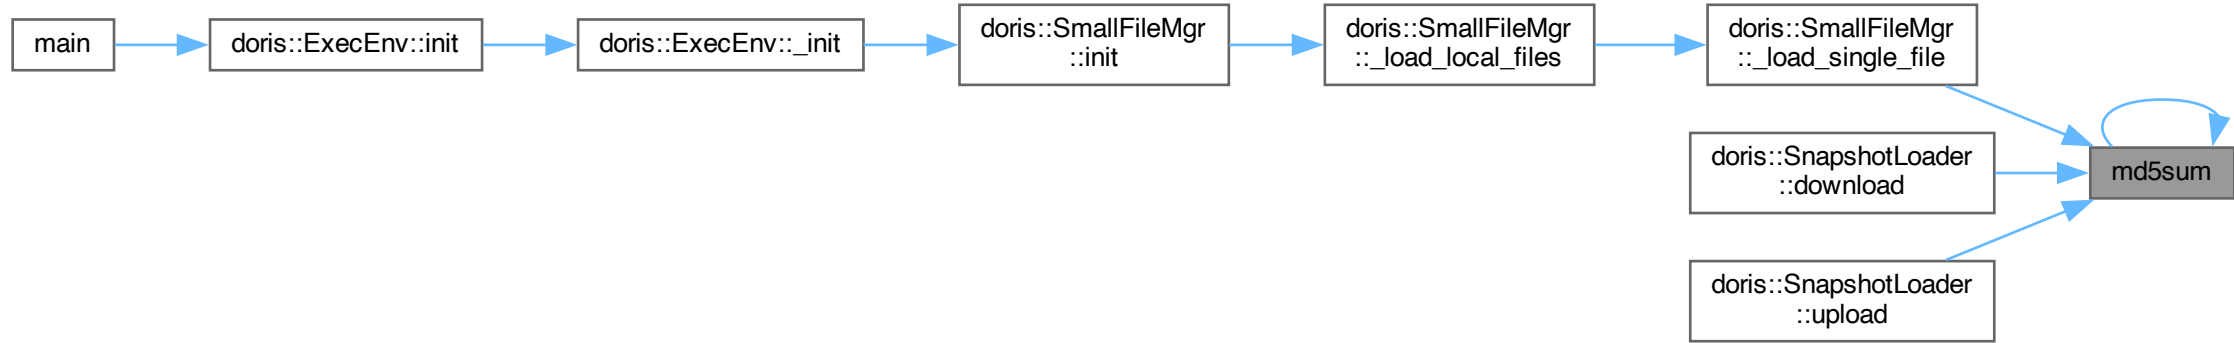 main
doris::ExecEnv::init
doris::ExecEnv::_init
doris::SmallFileMgr
::init
doris::SmallFileMgr
::_load_local_files
doris::SmallFileMgr
::_load_single_file
doris::SnapshotLoader
::download
md5sum
doris::SnapshotLoader
::upload